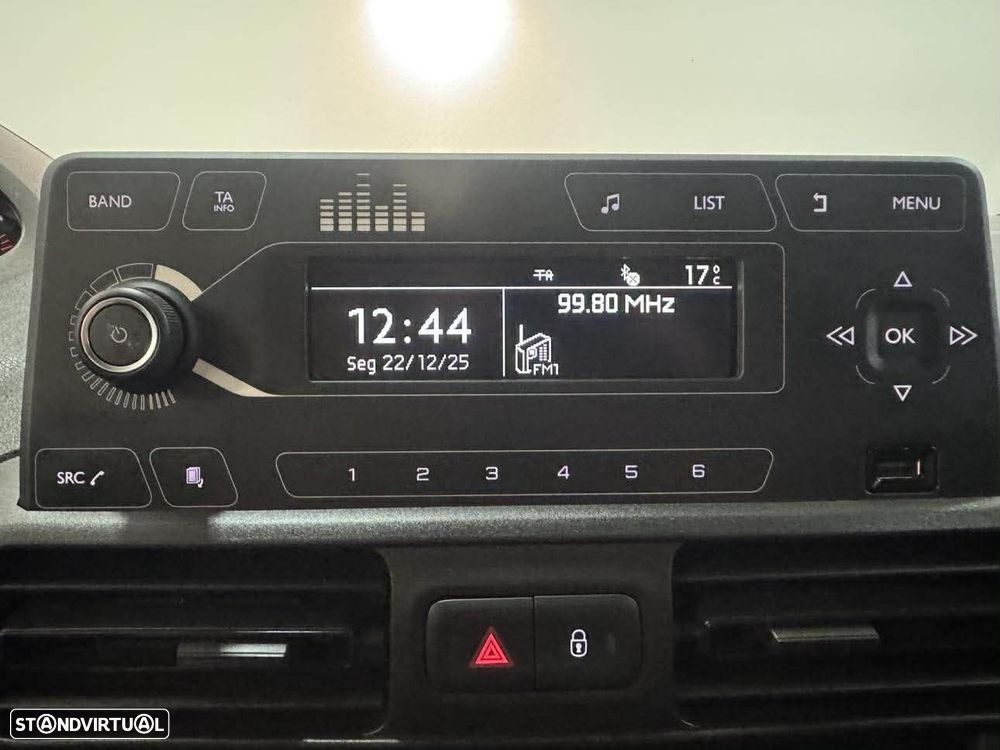 BAND
TA
INFO
LIST
MENU
TA
17°C
99.80 MHz
12:44
Seg 22/12/25
FM1
OK
SRC
1 2 3 4 5 6
STANDVIRTUAL